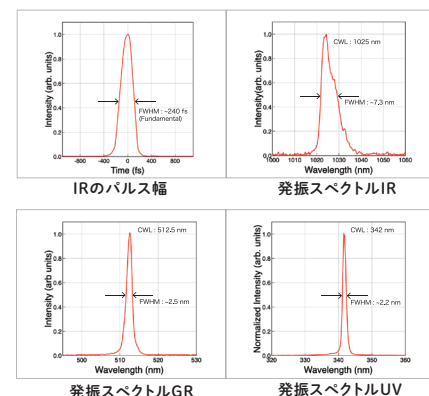 Intensity (arb. units)
1.0
0.8
0.6
0.4
0.2
0.0
-800 -400 0 400 800
Time (fs)
FWHM : ~240 fs
(Fundamental)
IRのパルス幅
Intensity(arb. units)
1.0
0.8
0.6
0.4
0.2
1000 1010 1020 1030 1040 1050 1060
Wavelength (nm)
CWL : 1025 nm
FWHM : ~7.3 nm
発振スペクトルIR
Intensity (arb. units)
1.0
0.8
0.6
0.4
0.2
0.0
500 510 520 530
Wavelength (nm)
CWL : 512.5 nm
FWHM : ~2.5 nm
発振スペクトルGR
Normalized Intensity (arb. units)
1.0
0.8
0.6
0.4
0.2
0.0
320 330 340 350 360
Wavelength (nm)
CWL : 342 nm
FWHM : ~2.2 nm
発振スペクトルUV